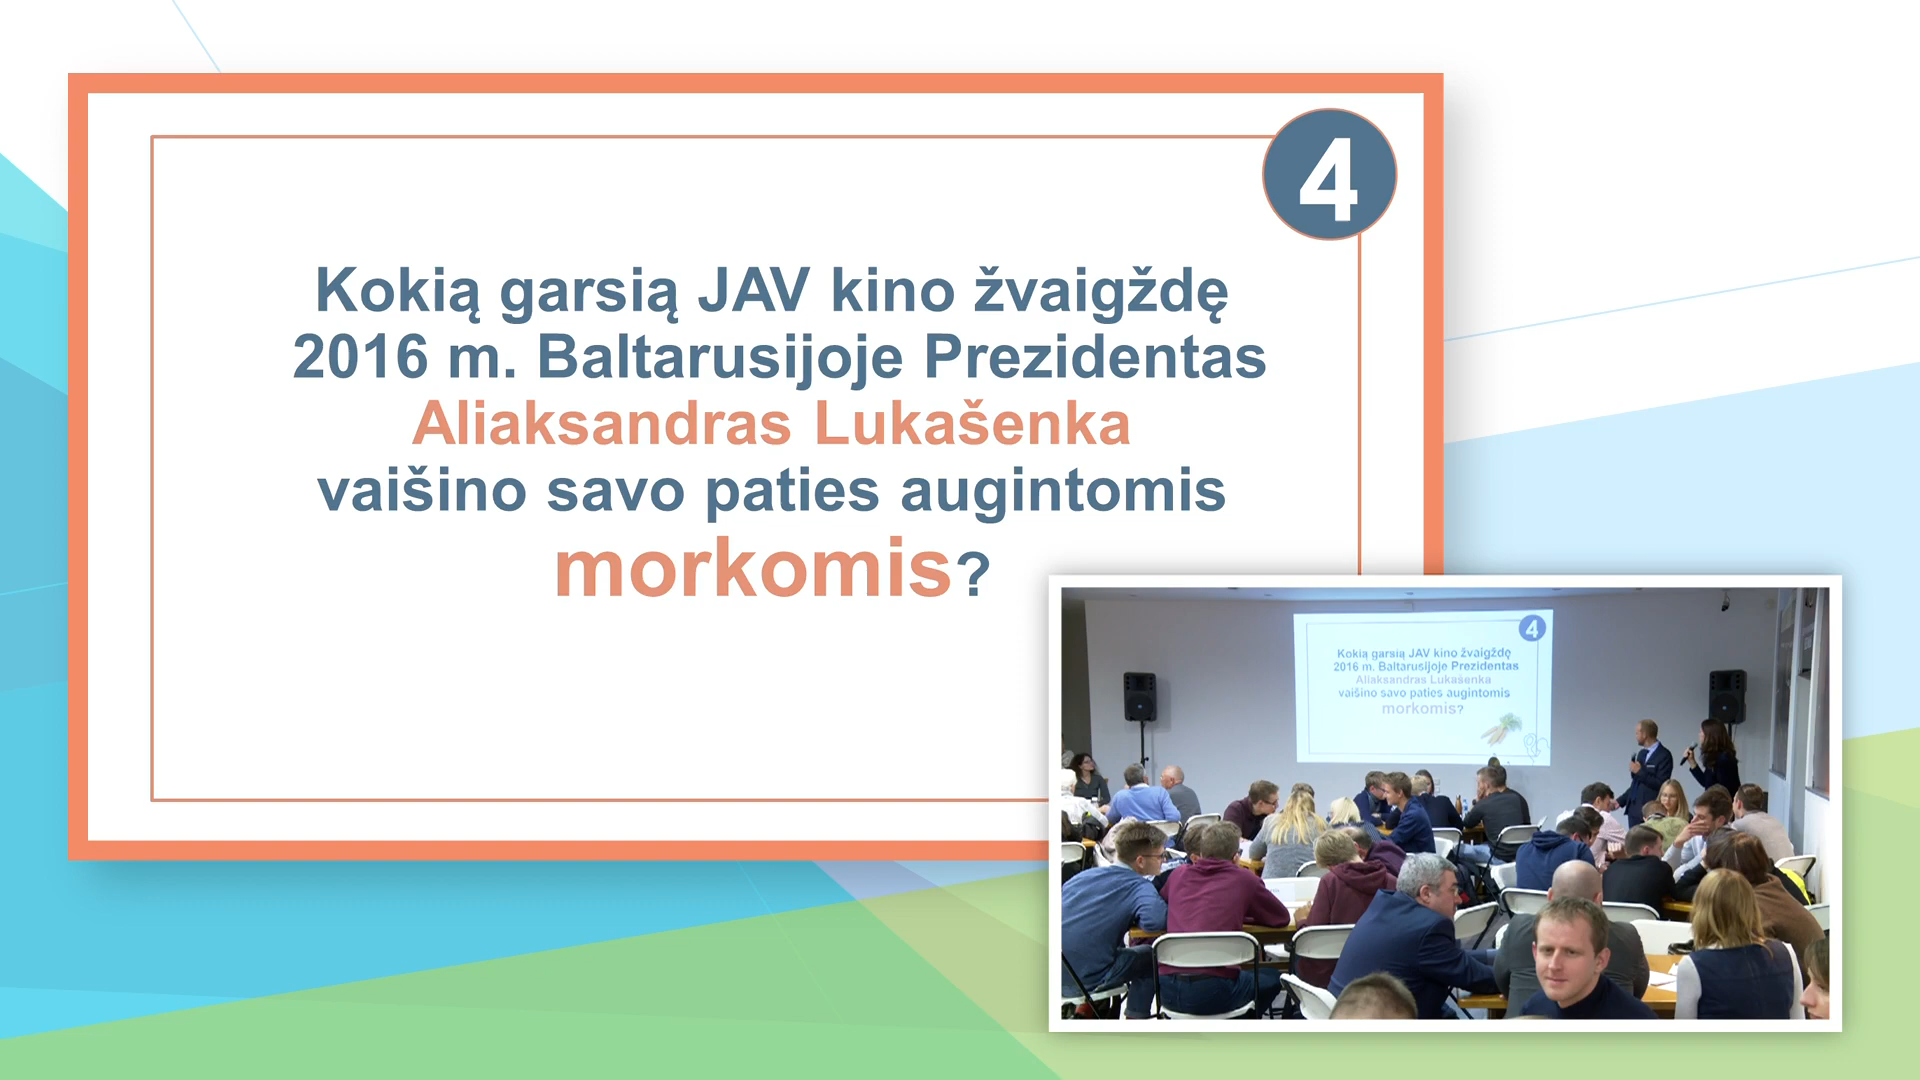 4
Kokią garsią JAV kino žvaigždę
2016 m. Baltarusijoje Prezidentas
Aliaksandras Lukašenka
vaišino savo paties augintomis
morkomis?
4
Kokią garsią JAV kino žvaigždę
2016 m. Baltarusijoje Prezidentas
Aliaksandras Lukašenka
vaišino savo paties augintomis
morkomis?